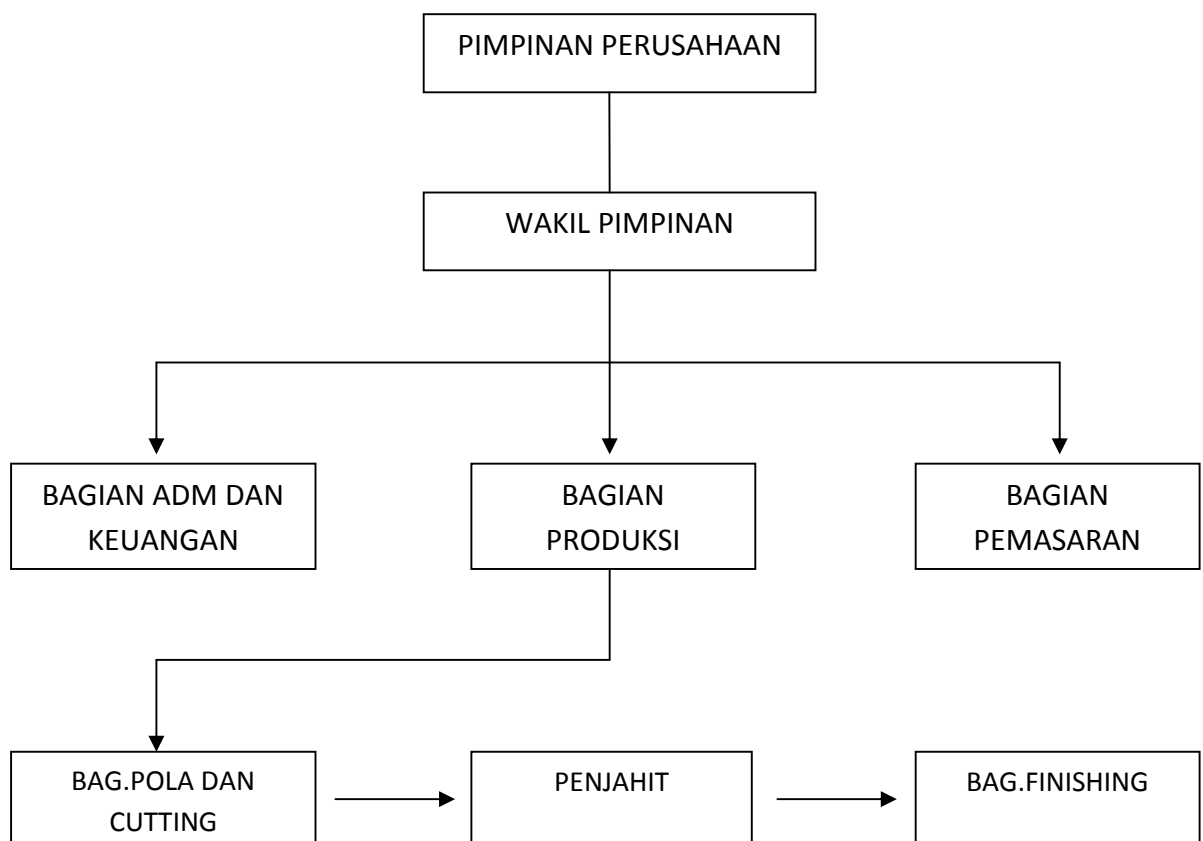 PIMPINAN PERUSAHAAN
WAKIL PIMPINAN
BAGIAN ADM DAN
KEUANGAN
BAGIAN
PRODUKSI
BAGIAN
PEMASARAN
BAG.POLA DAN
CUTTING
PENJAHIT
BAG.FINISHING